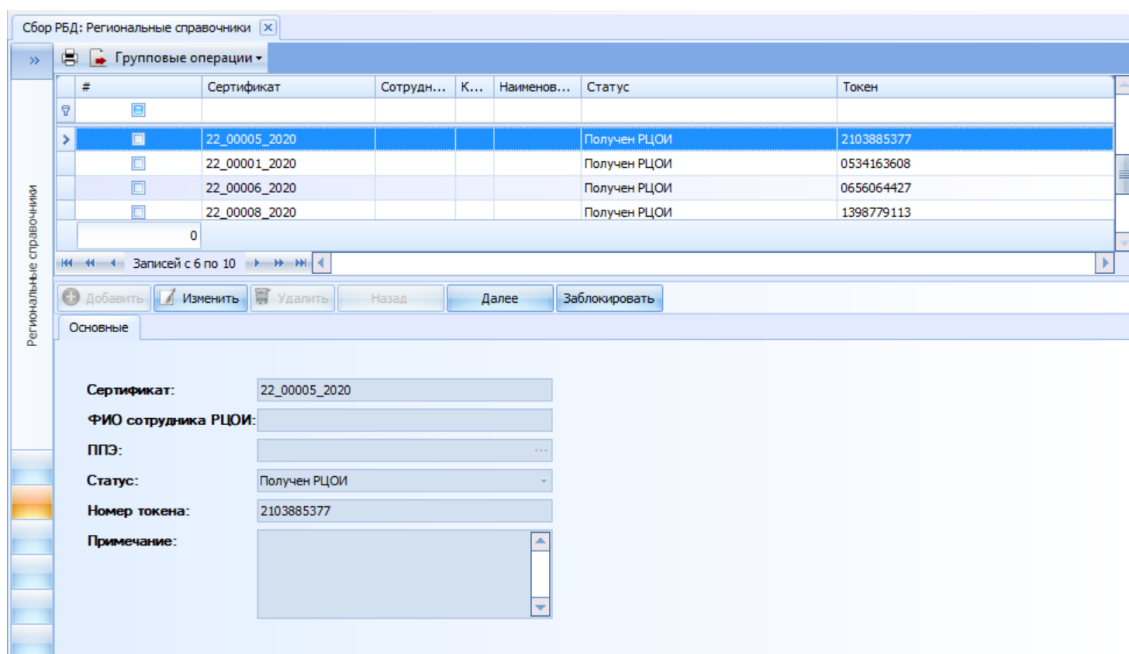 Сбор РБД: Региональные справочники
Групповые операции
# Сертификат Сотрудн... К... Наименов... Статус Токен
22_00005_2020 Получен РЦОИ 2103885377
22_00001_2020 Получен РЦОИ 0534163608
22_00006_2020 Получен РЦОИ 0656064427
22_00008_2020 Получен РЦОИ 1398779113
0
Записей с 6 по 10
Региональные справочники
Добавить Изменить Удалить Назад Далее Заблокировать
Основные
Сертификат: 22_00005_2020
ФИО сотрудника РЦОИ:
ППЭ: ...
Статус: Получен РЦОИ
Номер токена: 2103885377
Примечание: